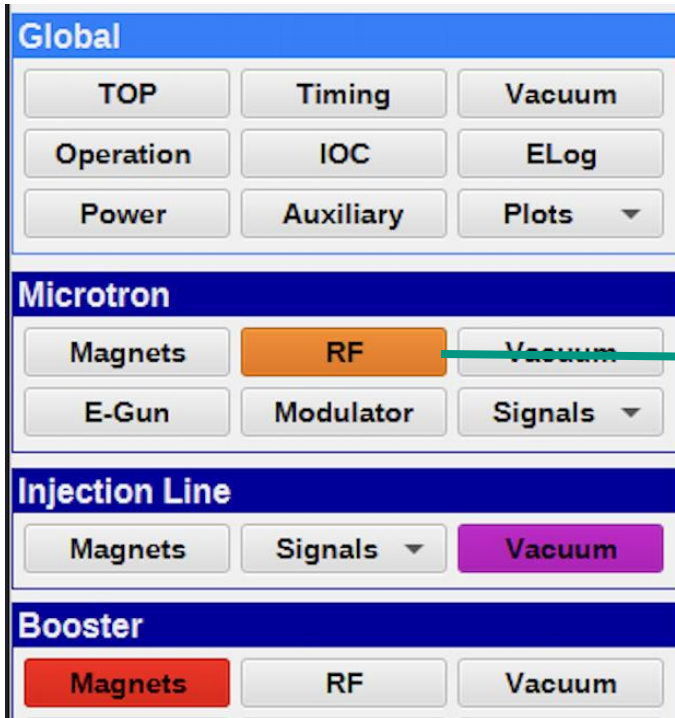 Global
TOP Timing Vacuum
Operation IOC ELog
Power Auxiliary Plots
Microtron
Magnets RF Vacuum
E-Gun Modulator Signals
Injection Line
Magnets Signals Vacuum
Booster
Magnets RF Vacuum